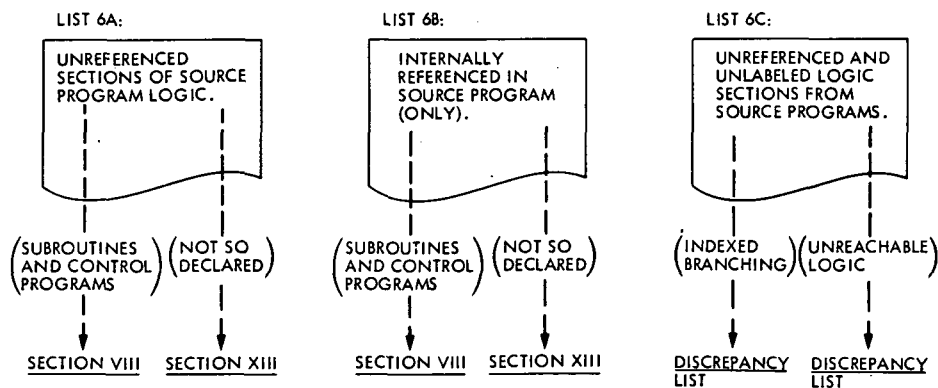 LIST 6A:
UNREFERENCED
SECTIONS OF SOURCE
PROGRAM LOGIC.
(SUBROUTINES
AND CONTROL
PROGRAMS)
(NOT SO
DECLARED)
SECTION VIII
SECTION XIII
LIST 6B:
INTERNALLY
REFERENCED IN
SOURCE PROGRAM
(ONLY).
(SUBROUTINES
AND CONTROL
PROGRAMS)
(NOT SO
DECLARED)
SECTION VIII
SECTION XIII
LIST 6C:
UNREFERENCED AND
UNLABELED LOGIC
SECTIONS FROM
SOURCE PROGRAMS.
(INDEXED
BRANCHING)
(UNREACHABLE
LOGIC)
DISCREPANCY
LIST
DISCREPANCY
LIST